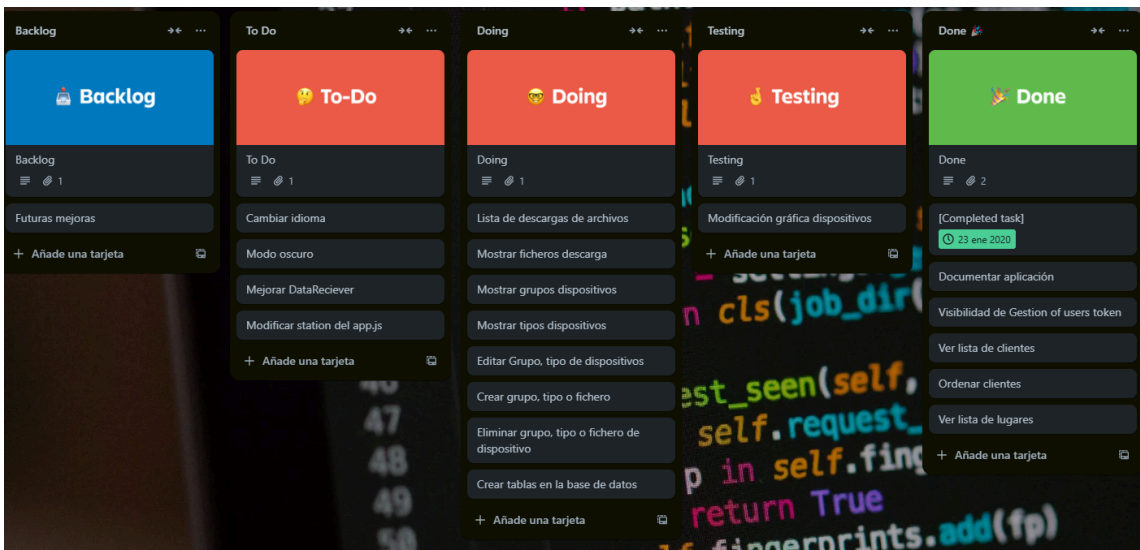 Backlog
Backlog
Backlog
1
Futuras mejoras
+ Añade una tarjeta
To Do
To-Do
To Do
1
Cambiar idioma
Modo oscuro
Mejorar DataReciever
Modificar station del app.js
+ Añade una tarjeta
Doing
Doing
Doing
1
Lista de descargas de archivos
Mostrar ficheros descarga
Mostrar grupos dispositivos
Mostrar tipos dispositivos
Editar Grupo, tipo de dispositivos
Crear grupo, tipo o fichero
Eliminar grupo, tipo o fichero de
dispositivo
Crear tablas en la base de datos
+ Añade una tarjeta
Testing
Testing
Testing
1
Modificación gráfica dispositivos
+ Añade una tarjeta
Done 🎉
Done
Done
2
[Completed task]
23 ene 2020
Documentar aplicación
Visibilidad de Gestion of users token
Ver lista de clientes
Ordenar clientes
Ver lista de lugares
+ Añade una tarjeta
cls(job_dir(
est_seen(self,
self.request_
in self.fing
return True
fingerprints.add(fp)
47
48
49
50